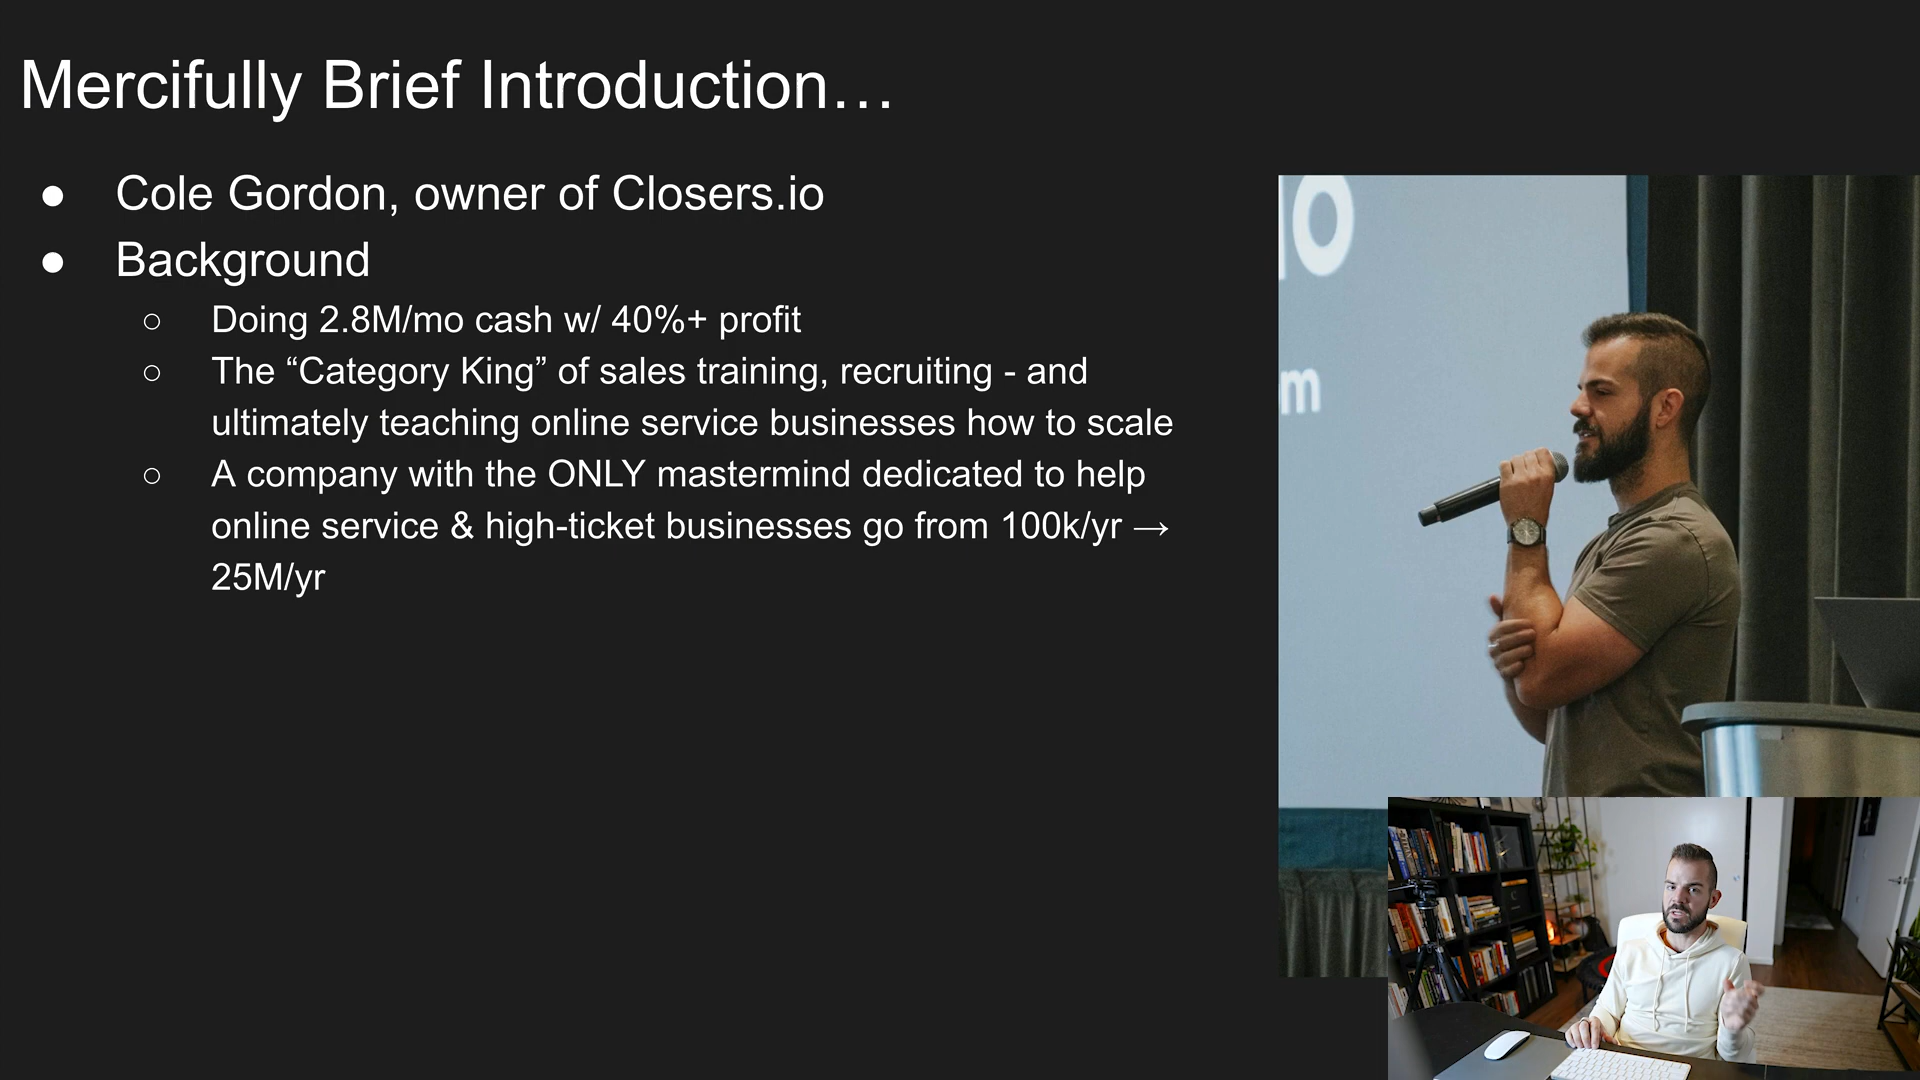 Mercifully Brief Introduction…
● Cole Gordon, owner of Closers.io
● Background
○ Doing 2.8M/mo cash w/ 40%+ profit
○ The “Category King” of sales training, recruiting - and
ultimately teaching online service businesses how to scale
○ A company with the ONLY mastermind dedicated to help
online service & high-ticket businesses go from 100k/yr →
25M/yr
io
m